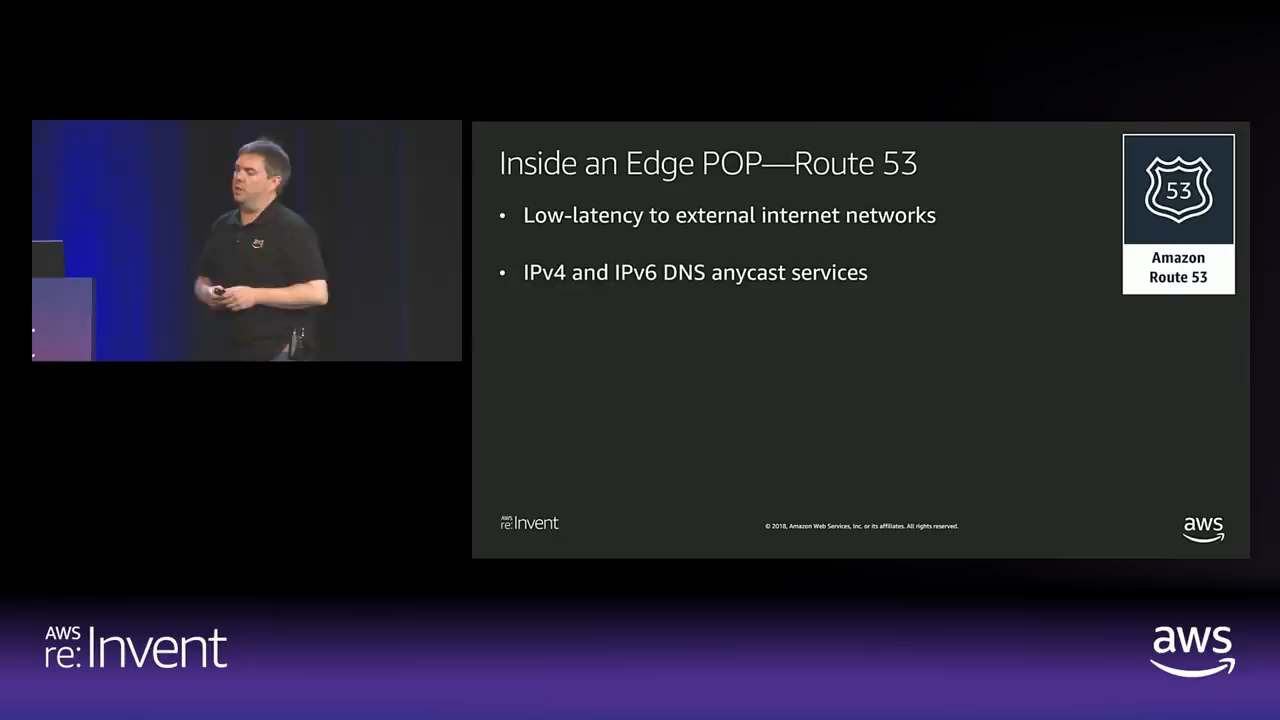 Inside an Edge POP—Route 53
• Low-latency to external internet networks
• IPv4 and IPv6 DNS anycast services
53
Amazon
Route 53
AWS
re:Invent
© 2018, Amazon Web Services, Inc. or its affiliates. All rights reserved.
aws
aws
AWS
re:Invent
aws